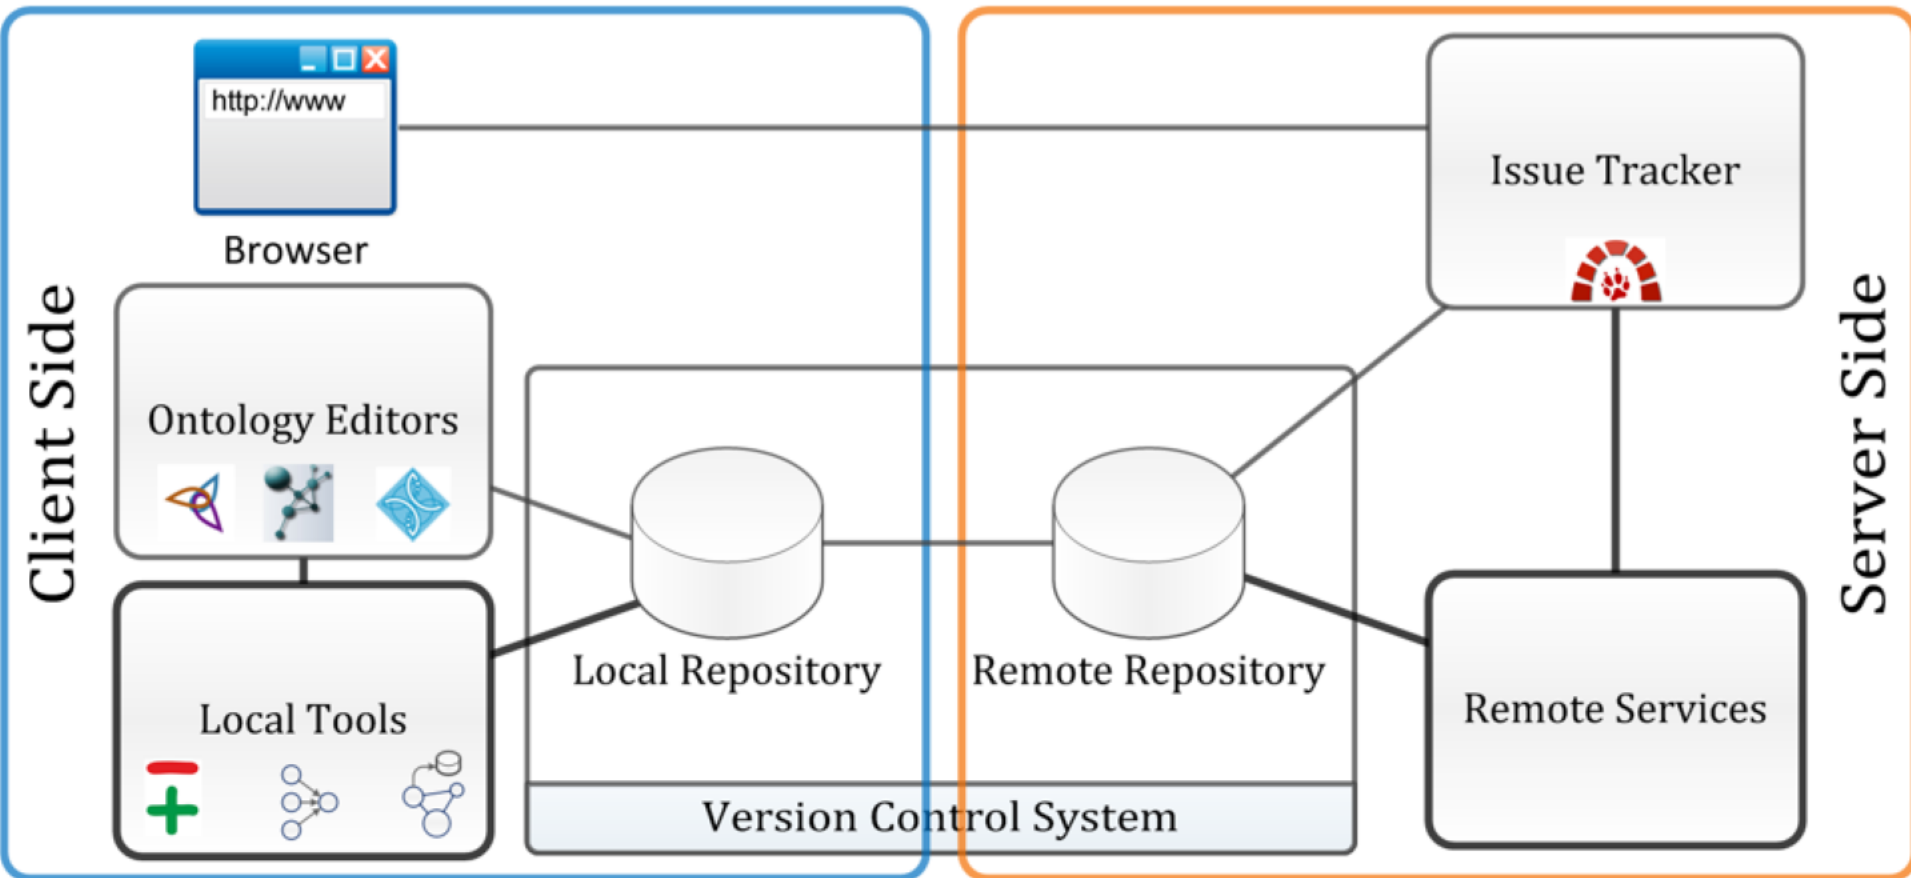 http://www
Browser
Issue Tracker
Client Side
Ontology Editors
Server Side
Local Repository
Remote Repository
Local Tools
Remote Services
Version Control System